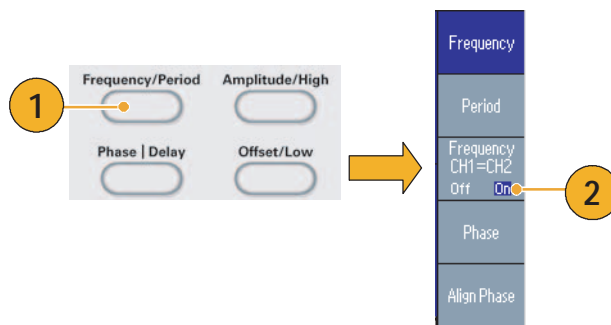 1
Frequency/Period
Amplitude/High
Phase | Delay
Offset/Low
Frequency
Period
Frequency
CH1=CH2
Off On
2
Phase
Align Phase